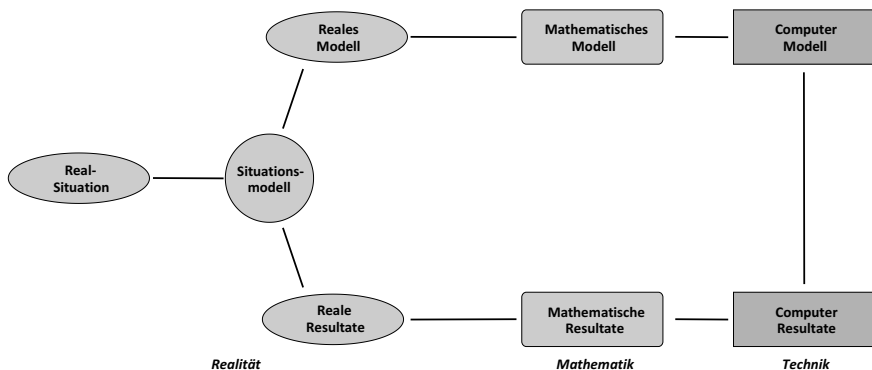 Reales
Modell
Mathematisches
Modell
Computer
Modell
Real-
Situation
Situations-
modell
Reale
Resultate
Mathematische
Resultate
Computer
Resultate
Realität
Mathematik
Technik